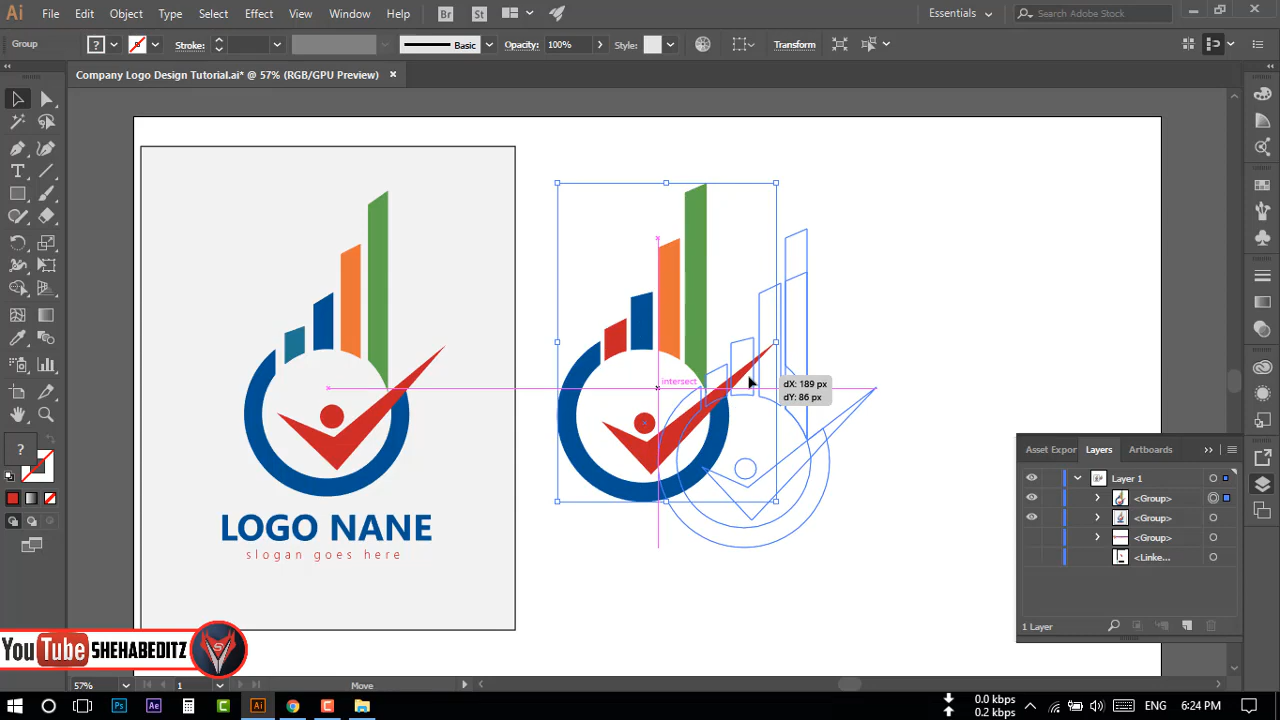 Ai File Edit Object Type Select Effect View Window Help Br St Essentials Search Adobe Stock
Group ? Stroke: Basic Opacity: 100% Style: Transform
Company Logo Design Tutorial.ai* @ 57% (RGB/GPU Preview)
intersect
dX: 189 px
dY: 86 px
LOGO NANE
slogan goes here
?
Asset Expor Layers Artboards
Layer 1
<Group>
<Group>
<Group>
<Linke...
1 Layer
YouTube SHEHABEDITZ
57% 1 Move
Ps Ae C Ai C 0.0 kbps
0.2 kbps ENG 6:24 PM